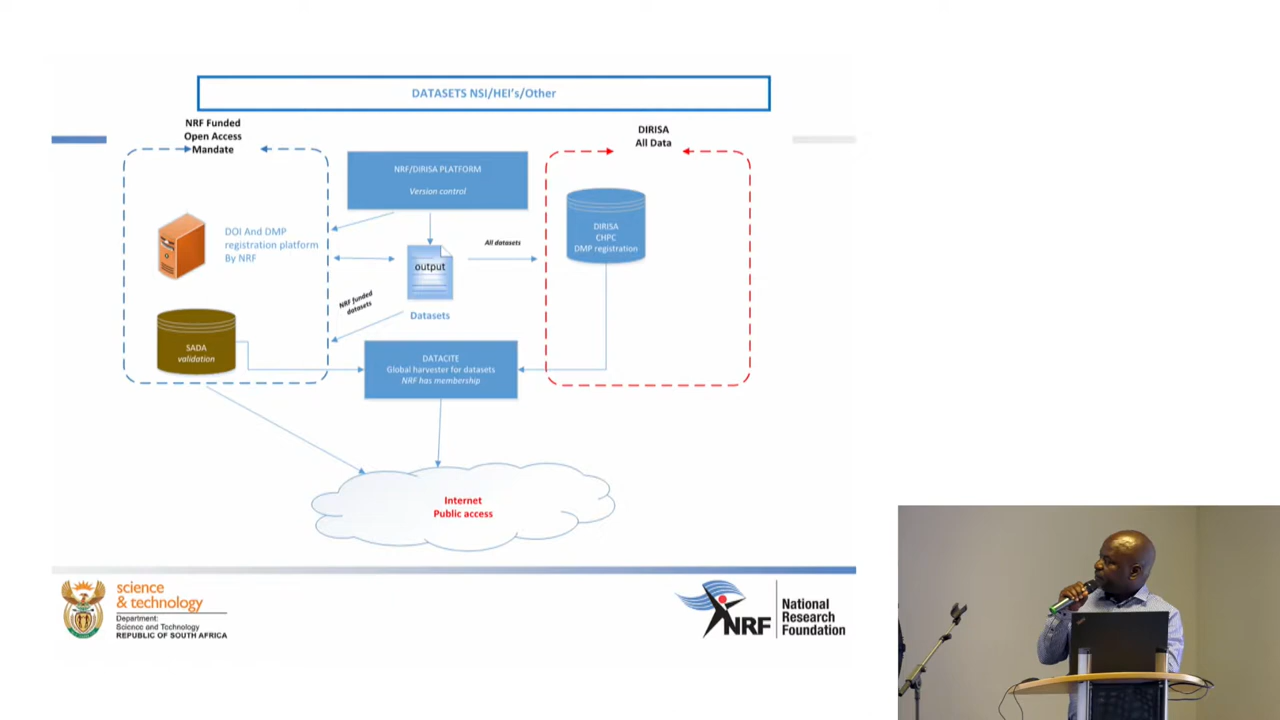 DATASETS NSI/HEI's/Other
NRF Funded
Open Access
Mandate
DIRISA
All Data
NRF/DIRISA PLATFORM
Version control
DOI And DMP
registration platform
By NRF
output
All datasets
DIRISA
CHPC
DMP registration
NRF funded
datasets
Datasets
SADA
validation
DATACITE
Global harvester for datasets
NRF has membership
Internet
Public access
science
& technology
Department:
Science and Technology
REPUBLIC OF SOUTH AFRICA
NRF
National
Research
Foundation